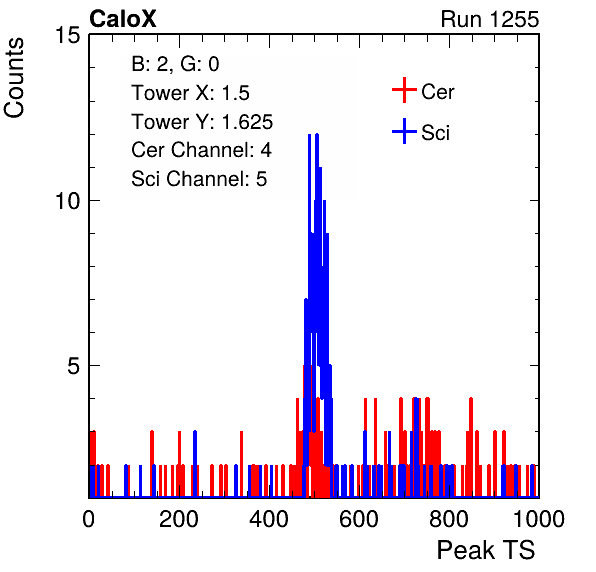 CaloX Run 1255
Counts
15
10
5
B: 2, G: 0
Tower X: 1.5
Tower Y: 1.625
Cer Channel: 4
Sci Channel: 5
Cer
Sci
0 200 400 600 800 1000
Peak TS